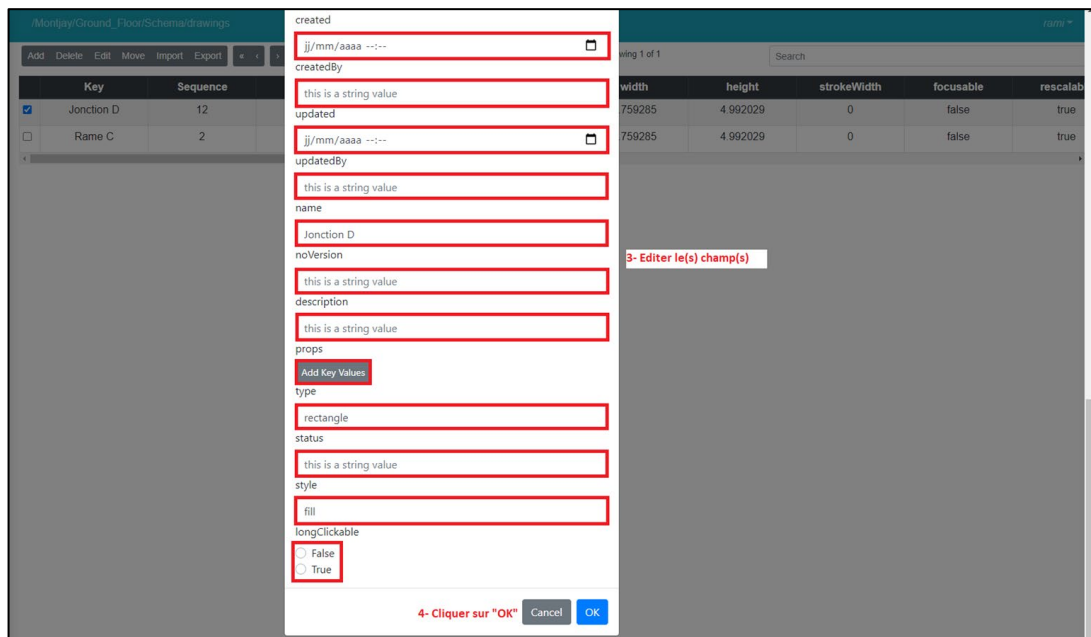 /Montjay/Ground_Floor/Schema/drawings
rami
Add Delete Edit Move Import Export « ‹ ›
wing 1 of 1
Search
Key Sequence width height strokeWidth focusable rescalab
Jonction D 12 .759285 4.992029 0 false true
Rame C 2 .759285 4.992029 0 false true
created
jj/mm/aaaa --:--
createdBy
this is a string value
updated
jj/mm/aaaa --:--
updatedBy
this is a string value
name
Jonction D
noVersion
this is a string value
description
this is a string value
props
Add Key Values
type
rectangle
status
this is a string value
style
fill
longClickable
False
True
3- Editer le(s) champ(s)
4- Cliquer sur "OK"
Cancel OK